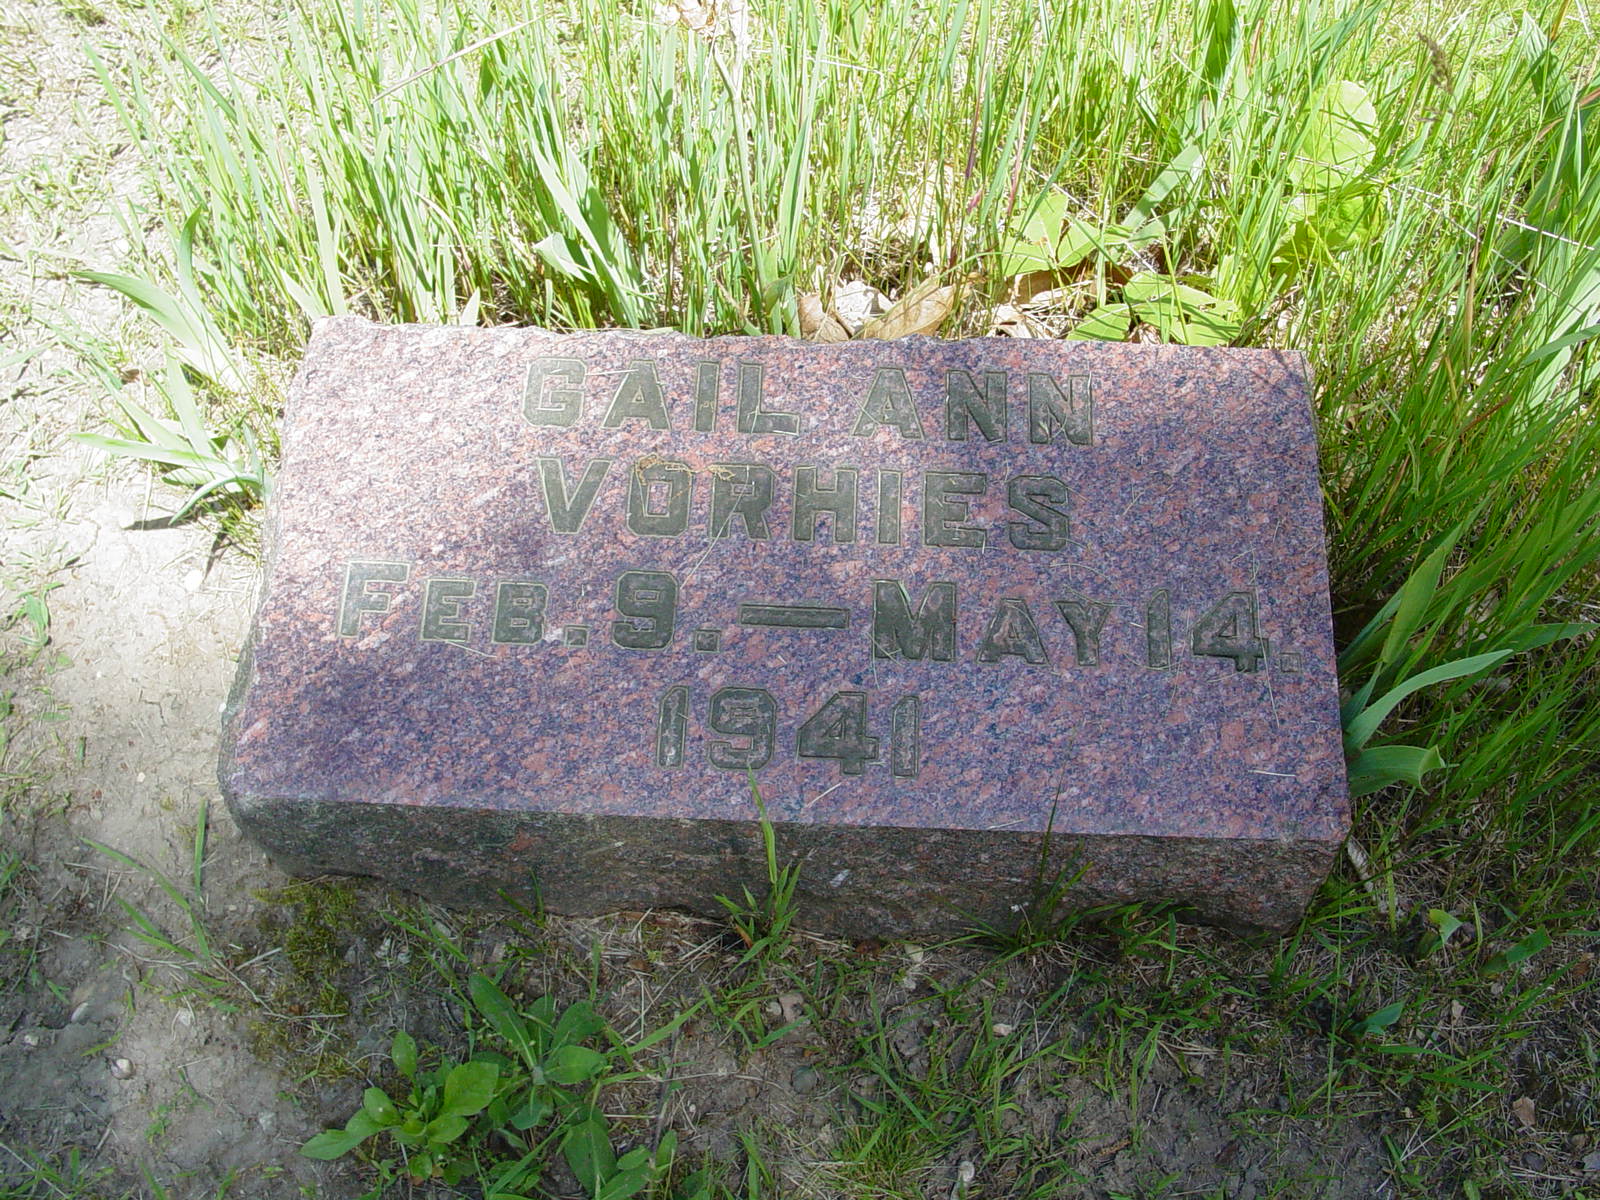 GAIL ANN
VORHIES
FEB. 9. — MAY 14.
1941